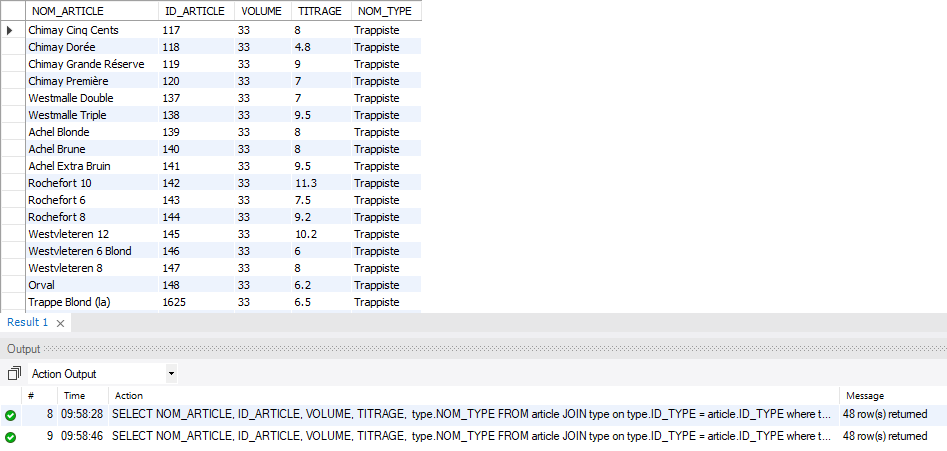 NOM_ARTICLE ID_ARTICLE VOLUME TITRAGE NOM_TYPE
Chimay Cinq Cents 117 33 8 Trappiste
Chimay Dorée 118 33 4.8 Trappiste
Chimay Grande Réserve 119 33 9 Trappiste
Chimay Première 120 33 7 Trappiste
Westmalle Double 137 33 7 Trappiste
Westmalle Triple 138 33 9.5 Trappiste
Achel Blonde 139 33 8 Trappiste
Achel Brune 140 33 8 Trappiste
Achel Extra Bruin 141 33 9.5 Trappiste
Rochefort 10 142 33 11.3 Trappiste
Rochefort 6 143 33 7.5 Trappiste
Rochefort 8 144 33 9.2 Trappiste
Westvleteren 12 145 33 10.2 Trappiste
Westvleteren 6 Blond 146 33 6 Trappiste
Westvleteren 8 147 33 8 Trappiste
Orval 148 33 6.2 Trappiste
Trappe Blond (la) 1625 33 6.5 Trappiste
Result 1
Output
Action Output
# Time Action Message
8 09:58:28 SELECT NOM_ARTICLE, ID_ARTICLE, VOLUME, TITRAGE, type.NOM_TYPE FROM article JOIN type on type.ID_TYPE = article.ID_TYPE where t... 48 row(s) returned
9 09:58:46 SELECT NOM_ARTICLE, ID_ARTICLE, VOLUME, TITRAGE, type.NOM_TYPE FROM article JOIN type on type.ID_TYPE = article.ID_TYPE where t... 48 row(s) returned